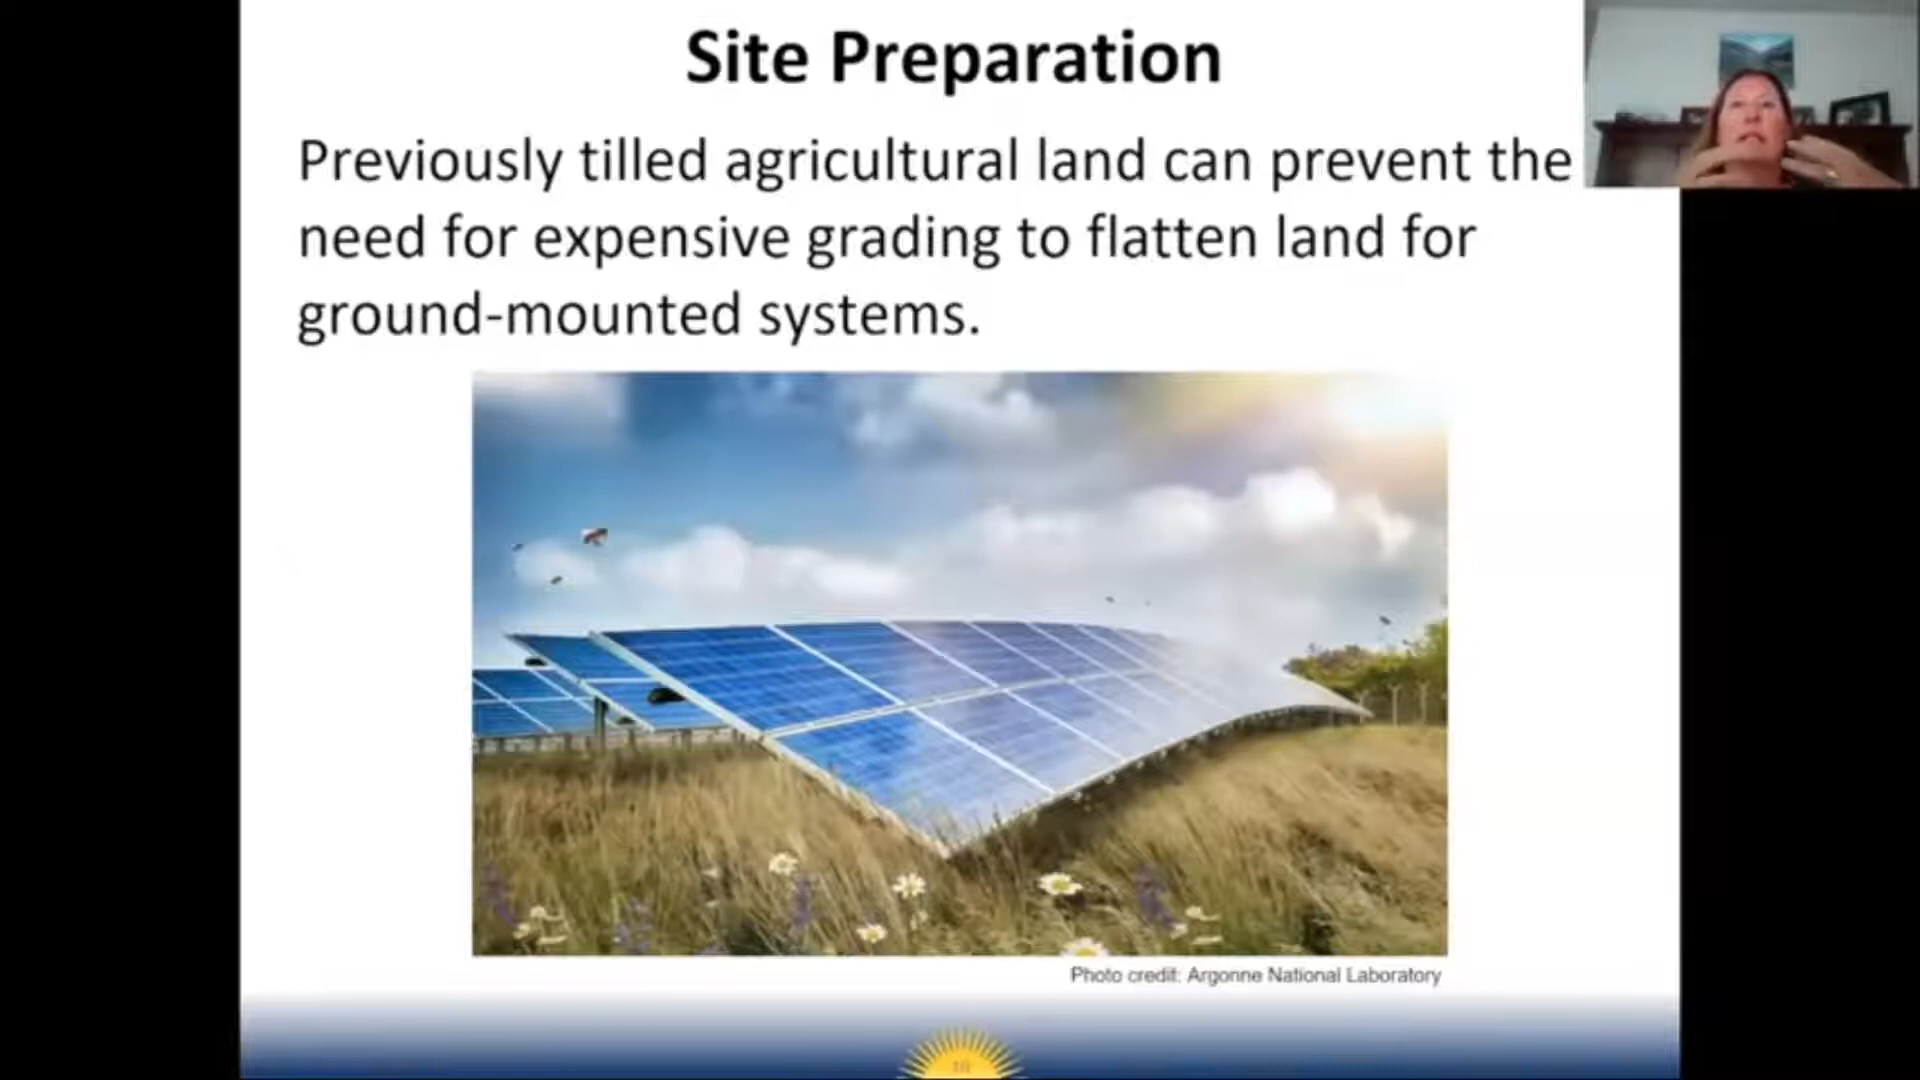 Site Preparation
Previously tilled agricultural land can prevent the
need for expensive grading to flatten land for
ground-mounted systems.
Photo credit: Argonne National Laboratory